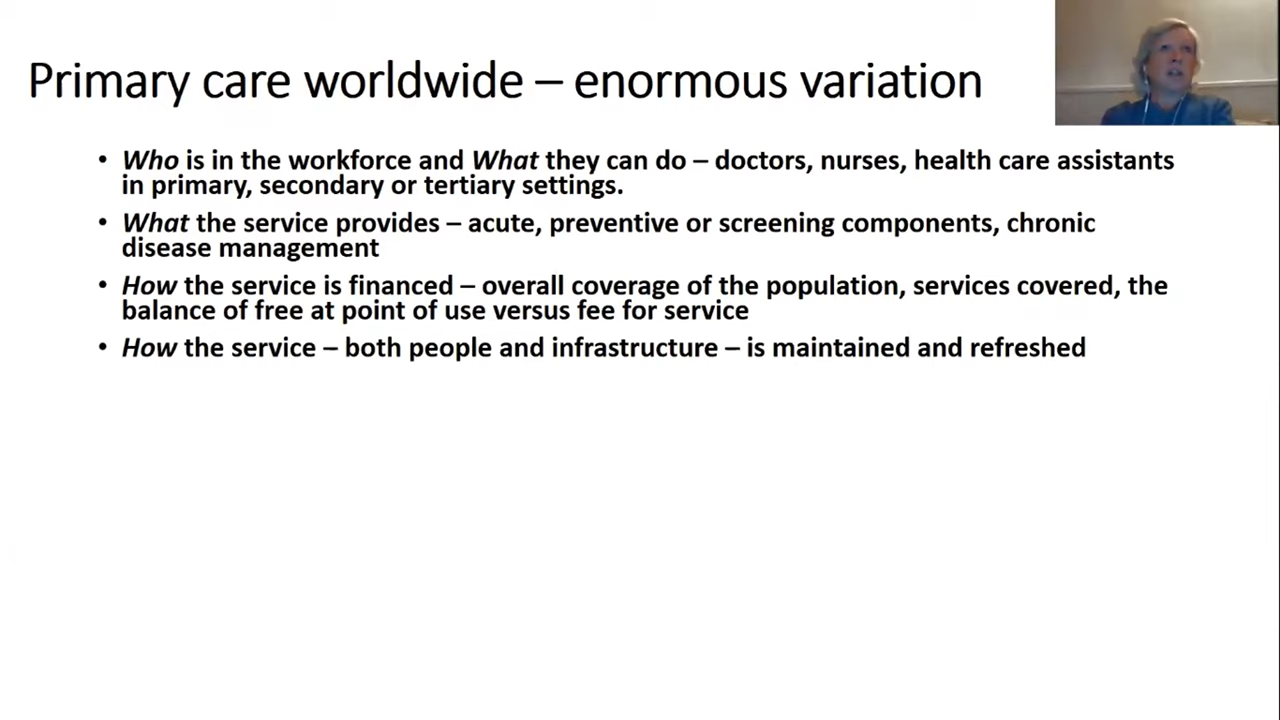 Primary care worldwide – enormous variation
• Who is in the workforce and What they can do – doctors, nurses, health care assistants
in primary, secondary or tertiary settings.
• What the service provides – acute, preventive or screening components, chronic
disease management
• How the service is financed – overall coverage of the population, services covered, the
balance of free at point of use versus fee for service
• How the service – both people and infrastructure – is maintained and refreshed